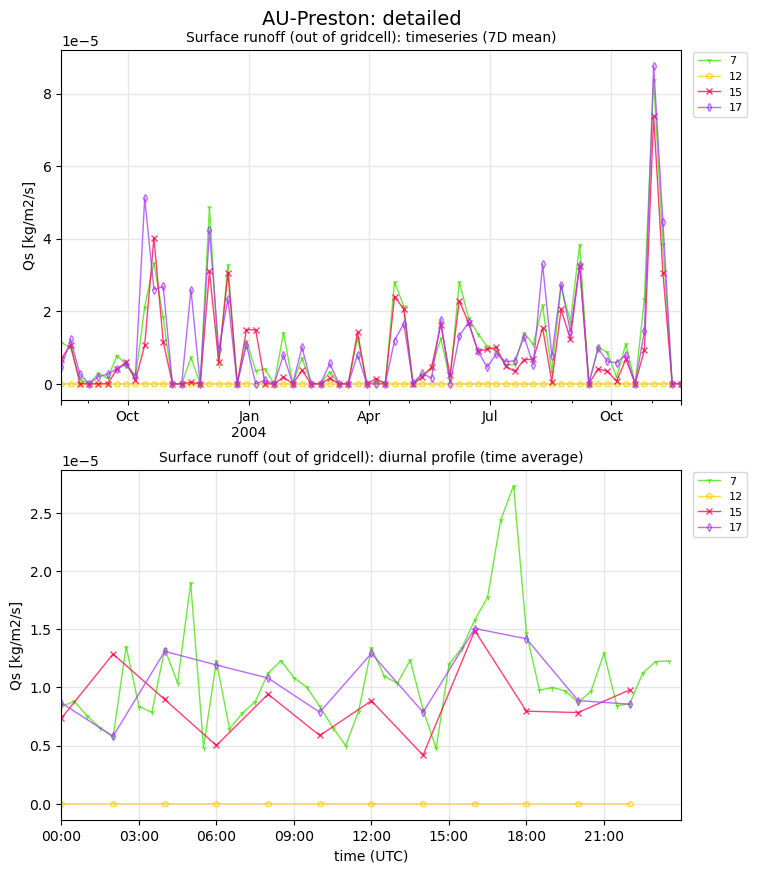 AU-Preston: detailed
Surface runoff (out of gridcell): timeseries (7D mean)
1e−5
7
12
15
17
8
6
4
2
0
Qs [kg/m2/s]
Oct
Jan
2004
Apr
Jul
Oct
Surface runoff (out of gridcell): diurnal profile (time average)
1e−5
7
12
15
17
2.5
2.0
1.5
1.0
0.5
0.0
Qs [kg/m2/s]
00:00
03:00
06:00
09:00
12:00
15:00
18:00
21:00
time (UTC)